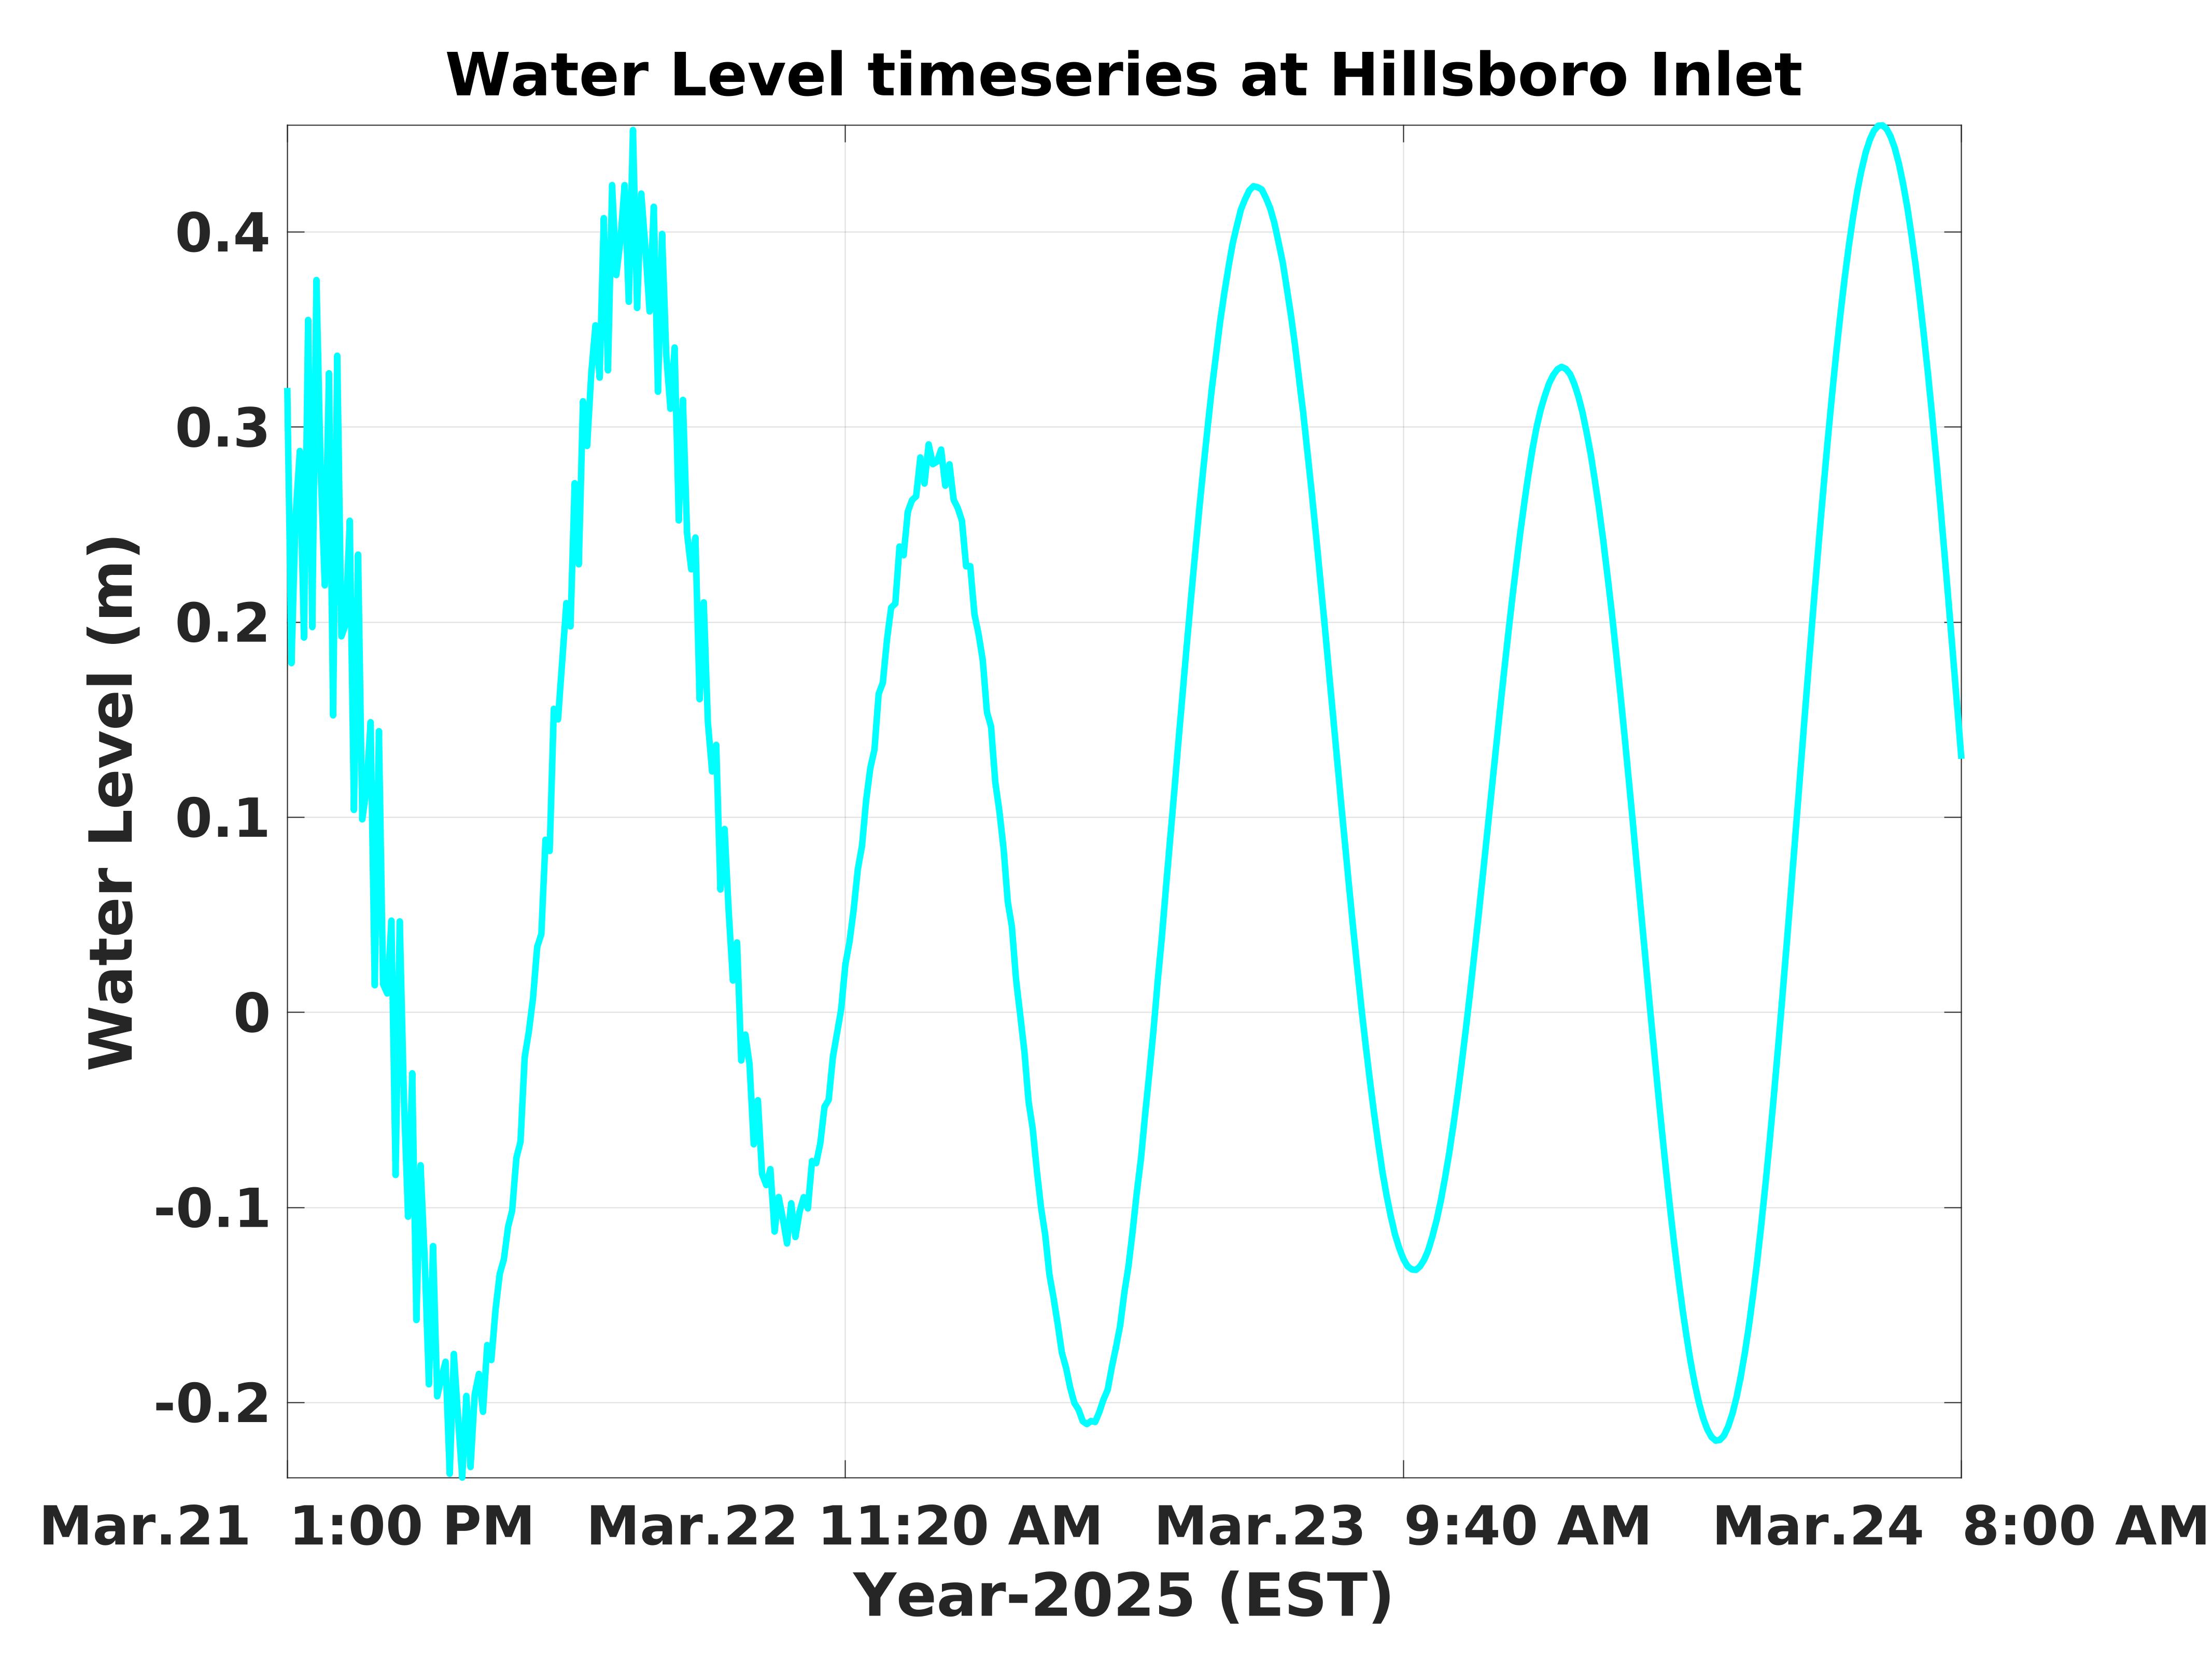 Water Level timeseries at Hillsboro Inlet
0.4
0.3
0.2
0.1
0
-0.1
-0.2
Water Level (m)
Mar.21 1:00 PM Mar.22 11:20 AM Mar.23 9:40 AM Mar.24 8:00 AM
Year-2025 (EST)